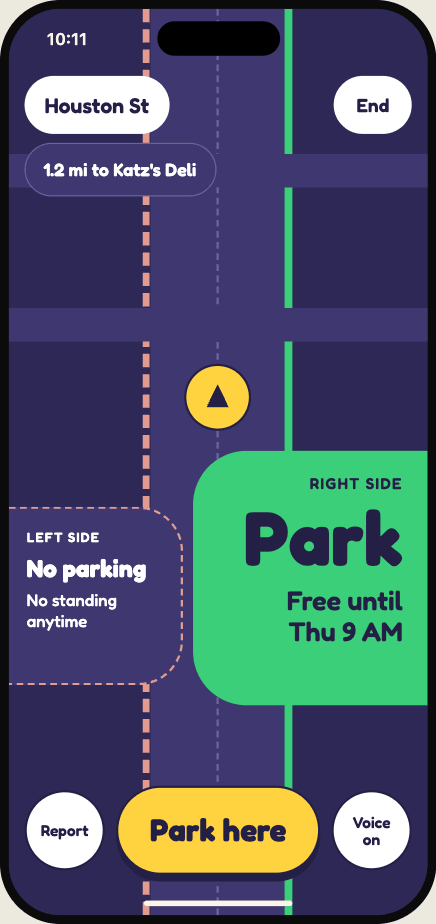 10:11
Houston St
End
1.2 mi to Katz's Deli
RIGHT SIDE
Park
Free until
Thu 9 AM
LEFT SIDE
No parking
No standing
anytime
Report
Park here
Voice
on